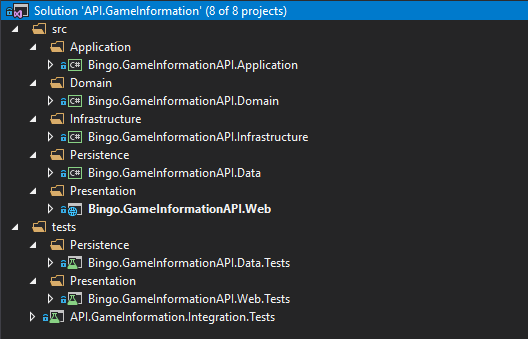 Solution 'API.GameInformation' (8 of 8 projects)
src
Application
C# Bingo.GameInformationAPI.Application
Domain
C# Bingo.GameInformationAPI.Domain
Infrastructure
C# Bingo.GameInformationAPI.Infrastructure
Persistence
C# Bingo.GameInformationAPI.Data
Presentation
Bingo.GameInformationAPI.Web
tests
Persistence
Bingo.GameInformationAPI.Data.Tests
Presentation
Bingo.GameInformationAPI.Web.Tests
API.GameInformation.Integration.Tests